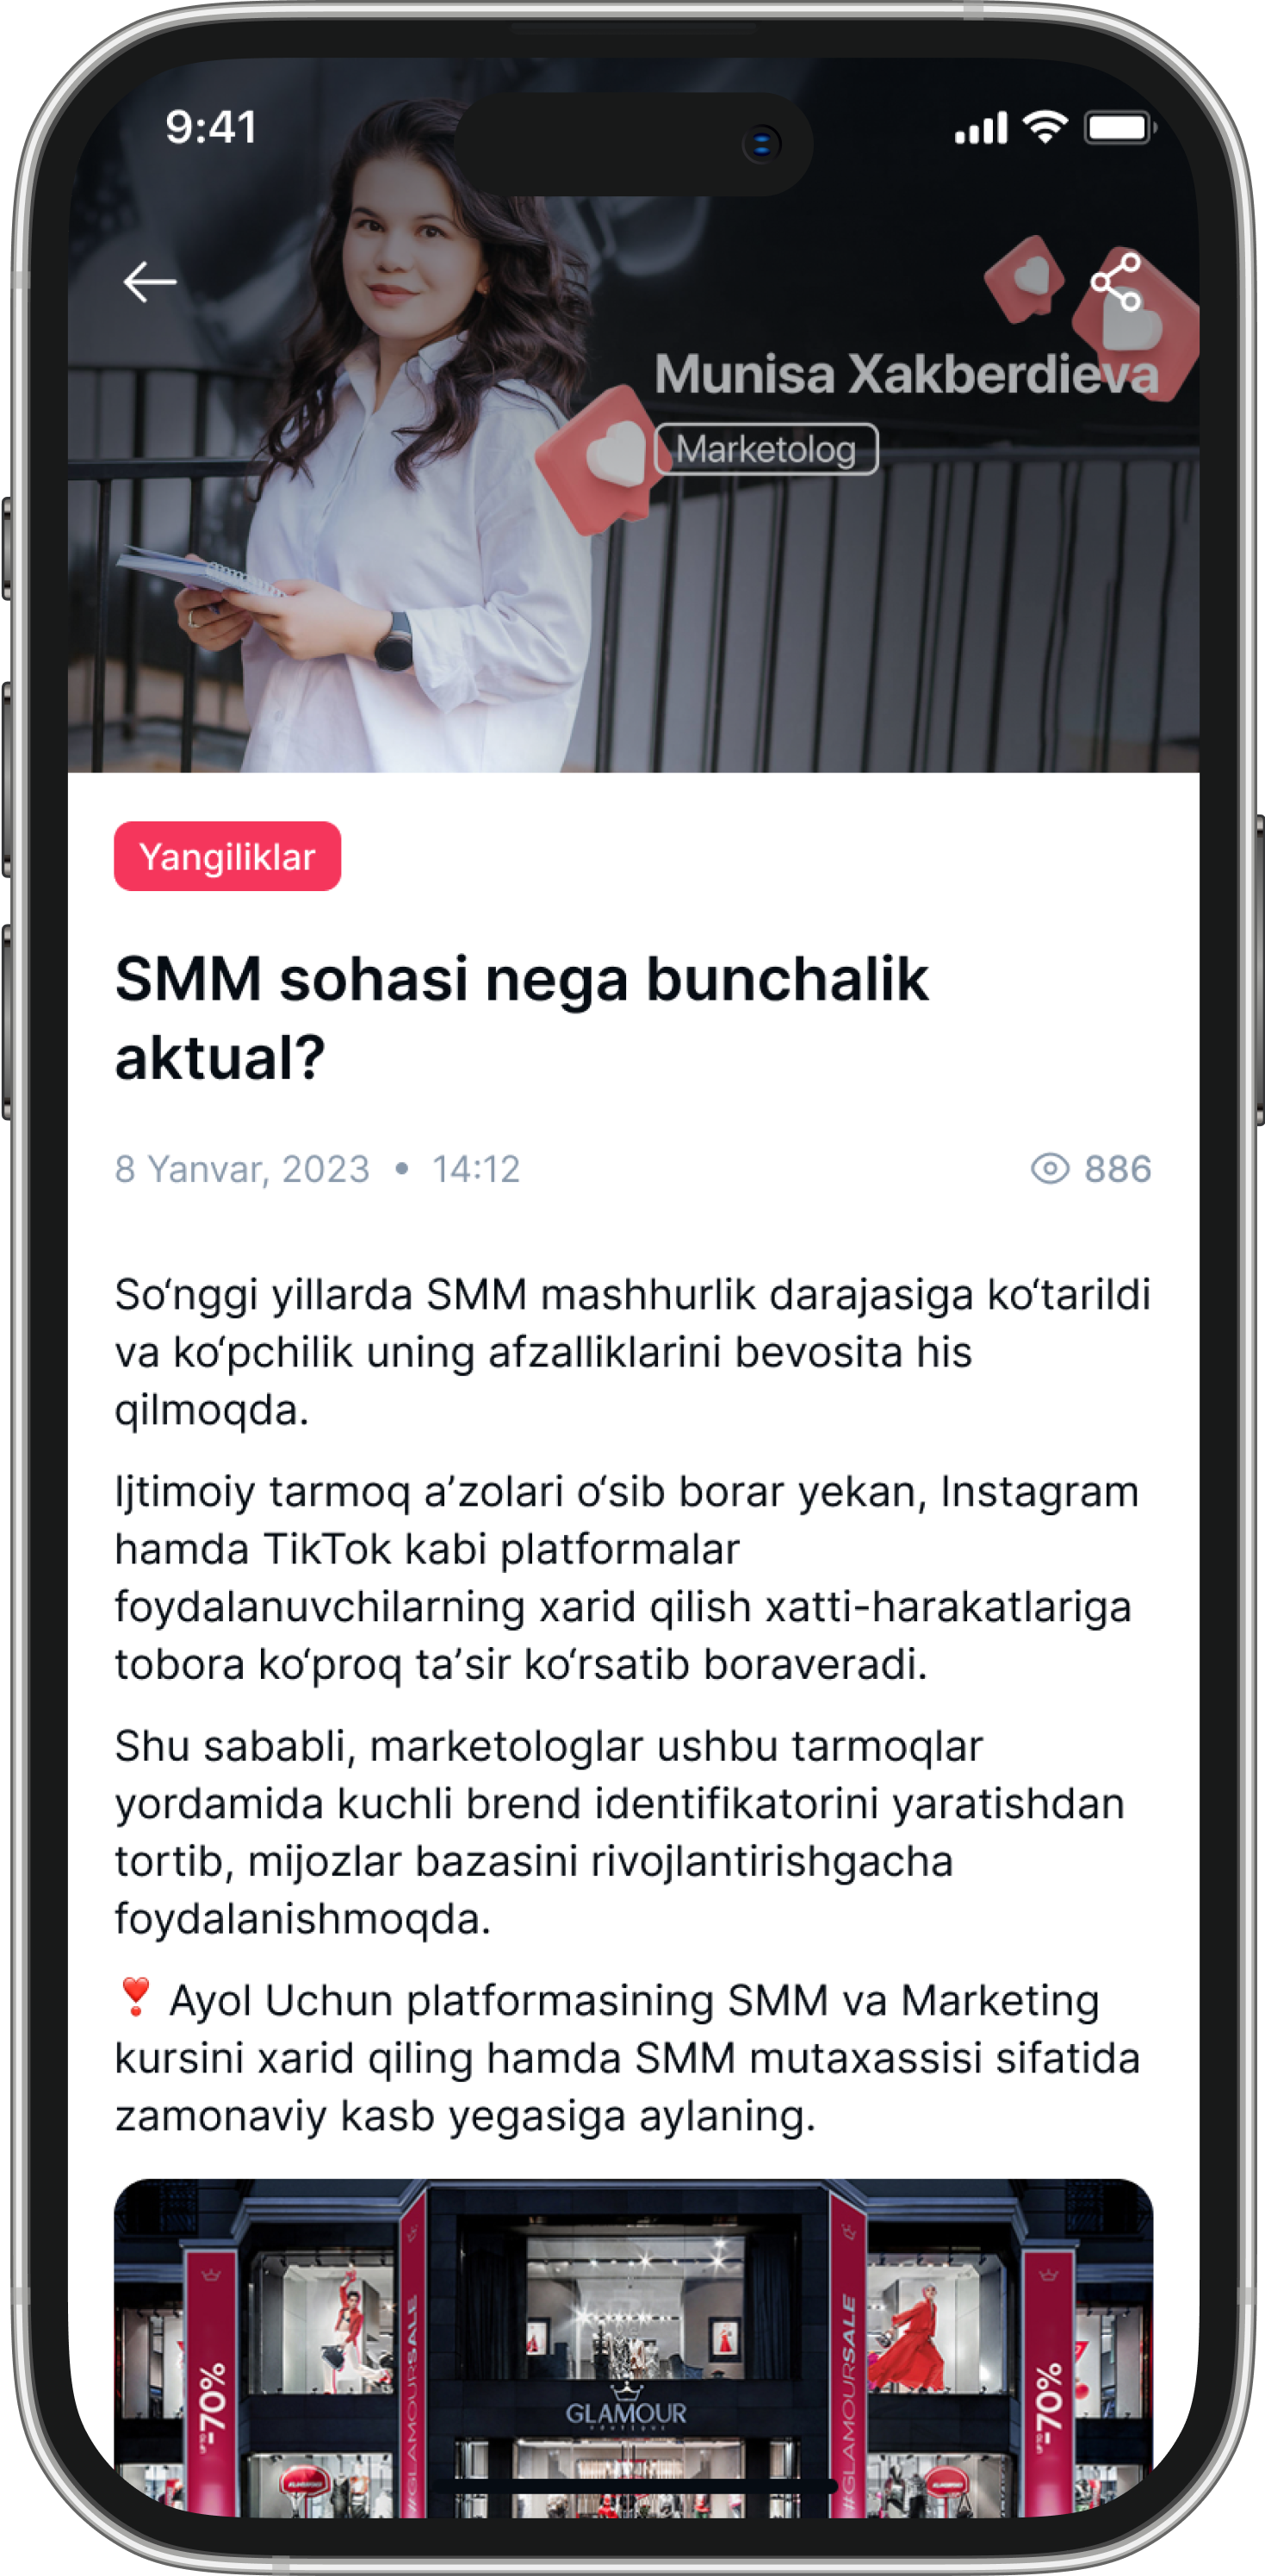 9:41
Munisa Xakberdieva
Marketolog
Yangiliklar
SMM sohasi nega bunchalik
aktual?
8 Yanvar, 2023 • 14:12
886
So‘nggi yillarda SMM mashhurlik darajasiga ko‘tarildi
va ko‘pchilik uning afzalliklarini bevosita his
qilmoqda.
Ijtimoiy tarmoq a’zolari o‘sib borar yekan, Instagram
hamda TikTok kabi platformalar
foydalanuvchilarning xarid qilish xatti-harakatlariga
tobora ko‘proq ta’sir ko‘rsatib boraveradi.
Shu sababli, marketologlar ushbu tarmoqlar
yordamida kuchli brend identifikatorini yaratishdan
tortib, mijozlar bazasini rivojlantirishgacha
foydalanishmoqda.
❣️ Ayol Uchun platformasining SMM va Marketing
kursini xarid qiling hamda SMM mutaxassisi sifatida
zamonaviy kasb yegasiga aylaning.
-70%
#GLAMOURSALE
GLAMOUR
#GLAMOURSALE
-70%